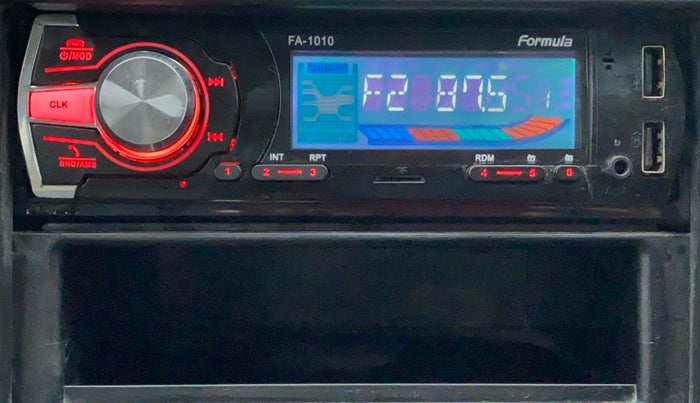 FA-1010
Formula
⏻/MOD
F2 87.5 1
CLK
BND/AMS
INT RPT RDM
1 2 3 4 5 6